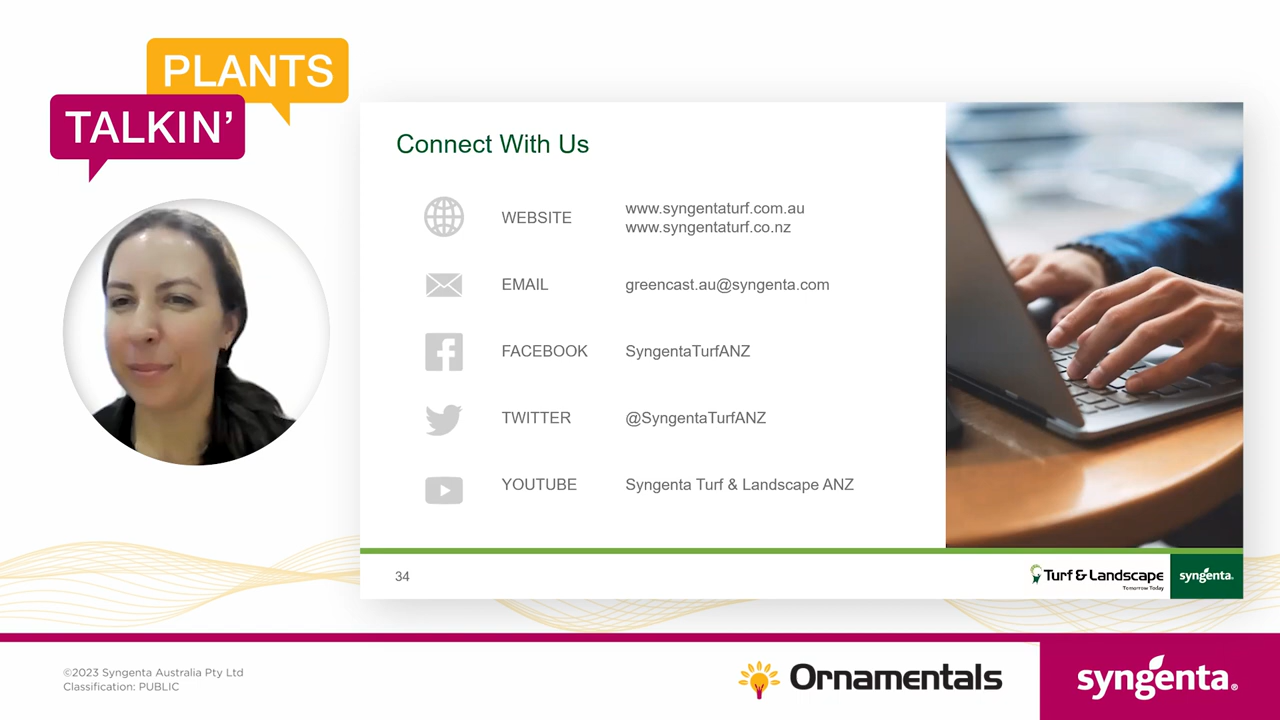 PLANTS
TALKIN’
Connect With Us
WEBSITE
www.syngentaturf.com.au
www.syngentaturf.co.nz
EMAIL
greencast.au@syngenta.com
FACEBOOK
SyngentaTurfANZ
TWITTER
@SyngentaTurfANZ
YOUTUBE
Syngenta Turf & Landscape ANZ
34
Turf & Landscape
Tomorrow Today
syngenta.
©2023 Syngenta Australia Pty Ltd
Classification: PUBLIC
Ornamentals
syngenta®